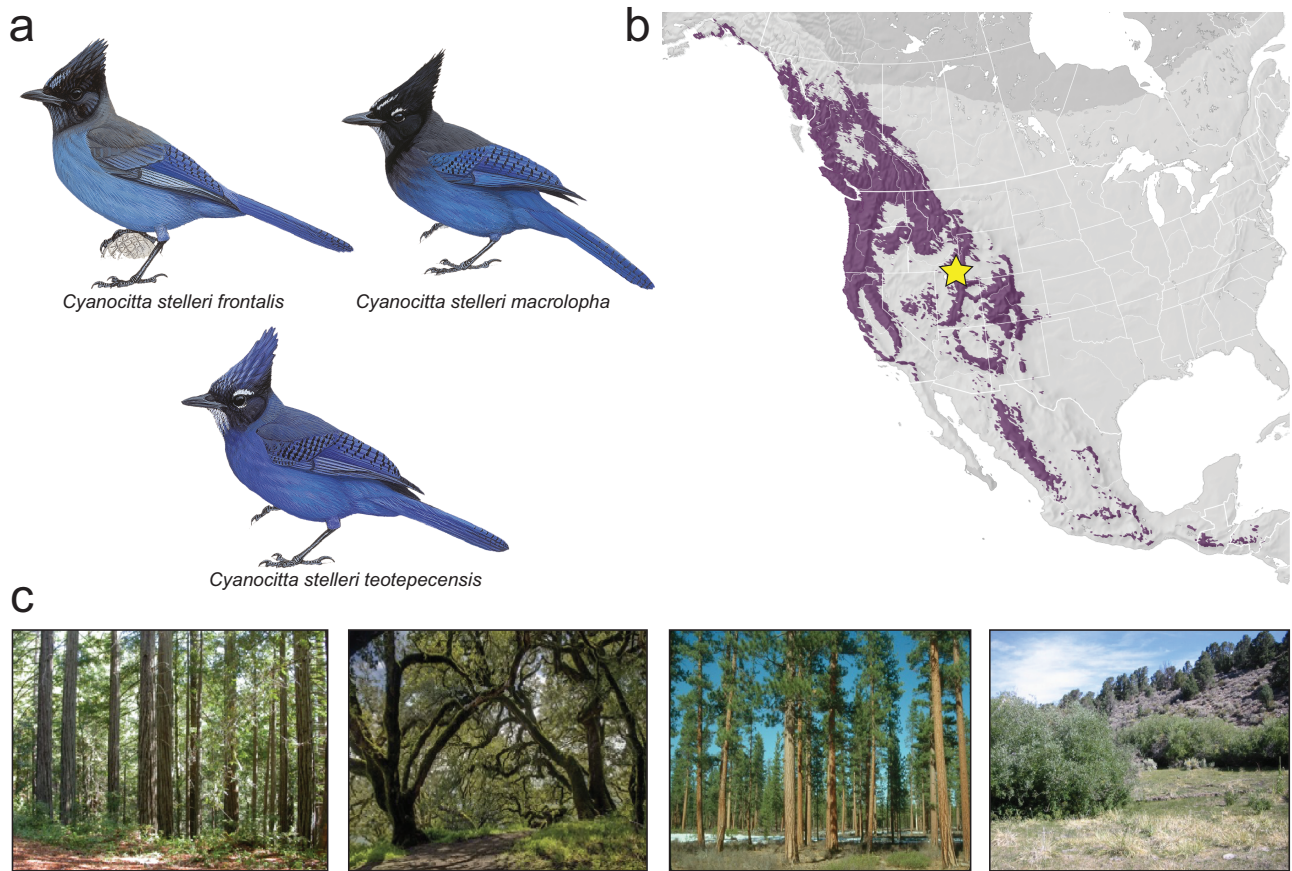 a
b
Cyanocitta stelleri frontalis
Cyanocitta stelleri macrolopha
Cyanocitta stelleri teotepecensis
c